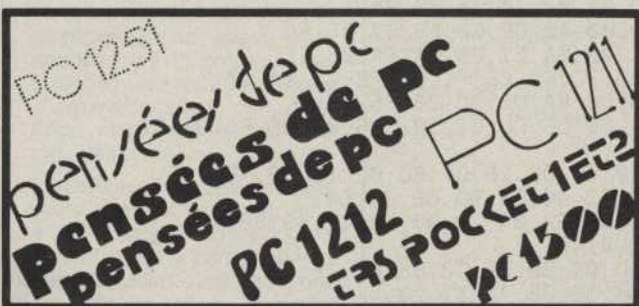 PC 1251
pensées de pc
PC 1211
pensées de pc
pensées de pc
PC 1212
TRS POCKET 1ET2
PC 1500